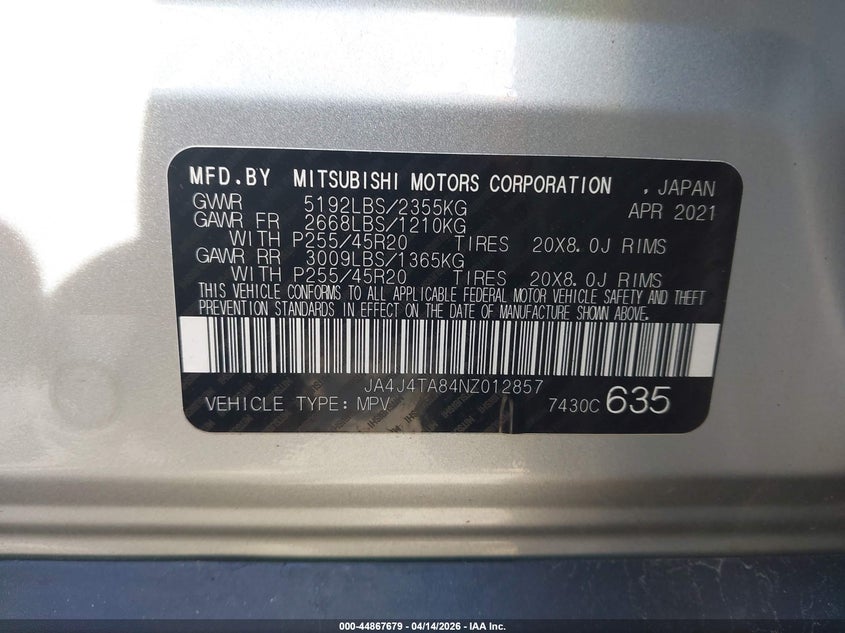 MFD.BY MITSUBISHI MOTORS CORPORATION , JAPAN
GVWR 5192LBS/2355KG APR 2021
GAWR FR 2668LBS/1210KG
WITH P255/45R20 TIRES 20X8.0J RIMS
GAWR RR 3009LBS/1365KG
WITH P255/45R20 TIRES 20X8.0J RIMS
THIS VEHICLE CONFORMS TO ALL APPLICABLE FEDERAL MOTOR VEHICLE SAFETY AND THEFT
PREVENTION STANDARDS IN EFFECT ON THE DATE OF MANUFACTURE SHOWN ABOVE.
JA4J4TA84NZ012857
VEHICLE TYPE: MPV 7430C 635
000-44867679 - 04/14/2026 - IAA Inc.